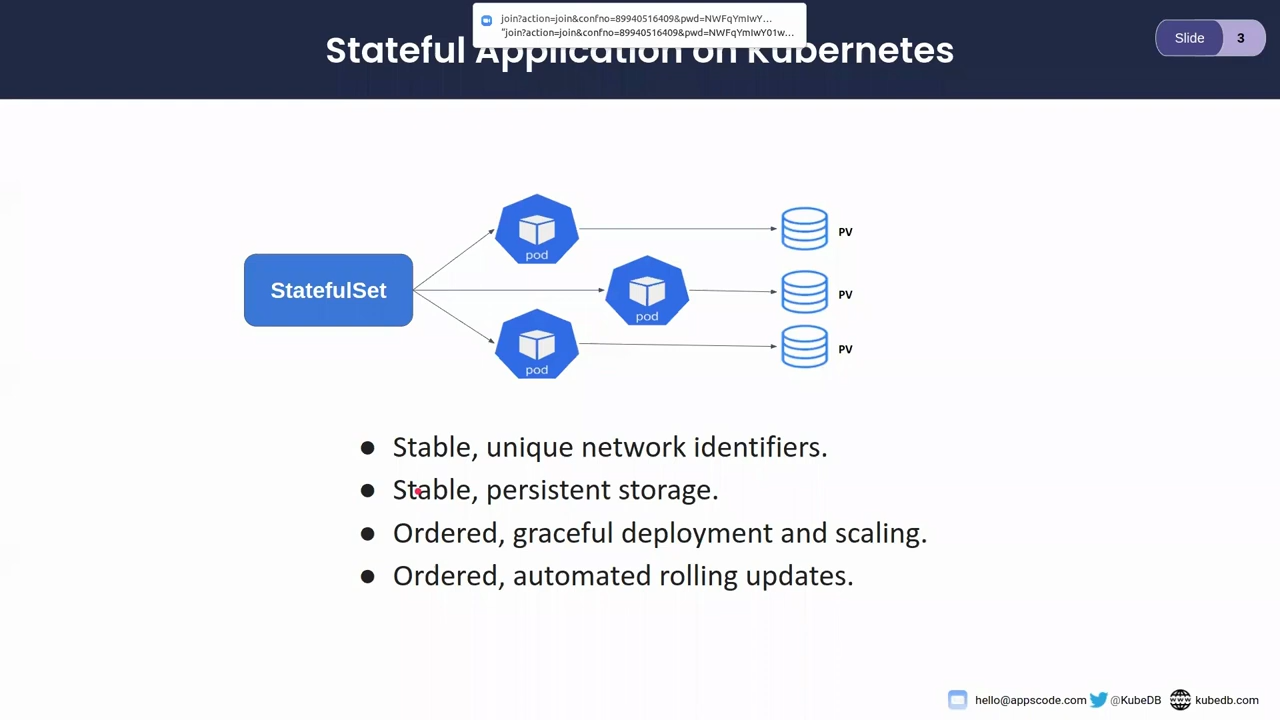 join?action=join&confno=89940516409&pwd=NWFqYmIwY...
"join?action=join&confno=89940516409&pwd=NWFqYmIwY01w...
Stateful Application on Kubernetes
Slide 3
pod
PV
StatefulSet
pod
PV
pod
PV
● Stable, unique network identifiers.
● Stable, persistent storage.
● Ordered, graceful deployment and scaling.
● Ordered, automated rolling updates.
hello@appscode.com @KubeDB kubedb.com